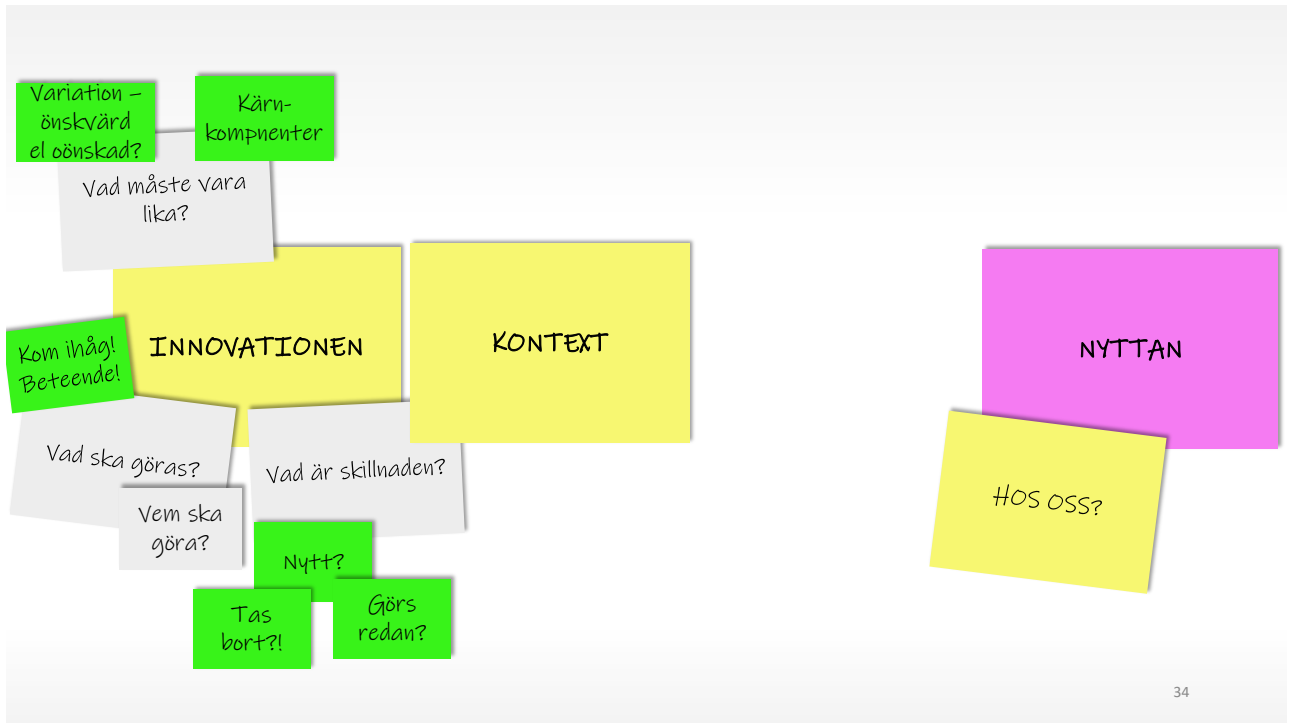 Variation –
önskvärd
el oönskad?
Kärn-
kompnenter
Vad måste vara
lika?
INNOVATIONEN
KONTEXT
NYTTAN
Kom ihåg!
Beteende!
Vad ska göras?
Vad är skillnaden?
HOS OSS?
Vem ska
göra?
Nytt?
Tas
bort?!
Görs
redan?
34